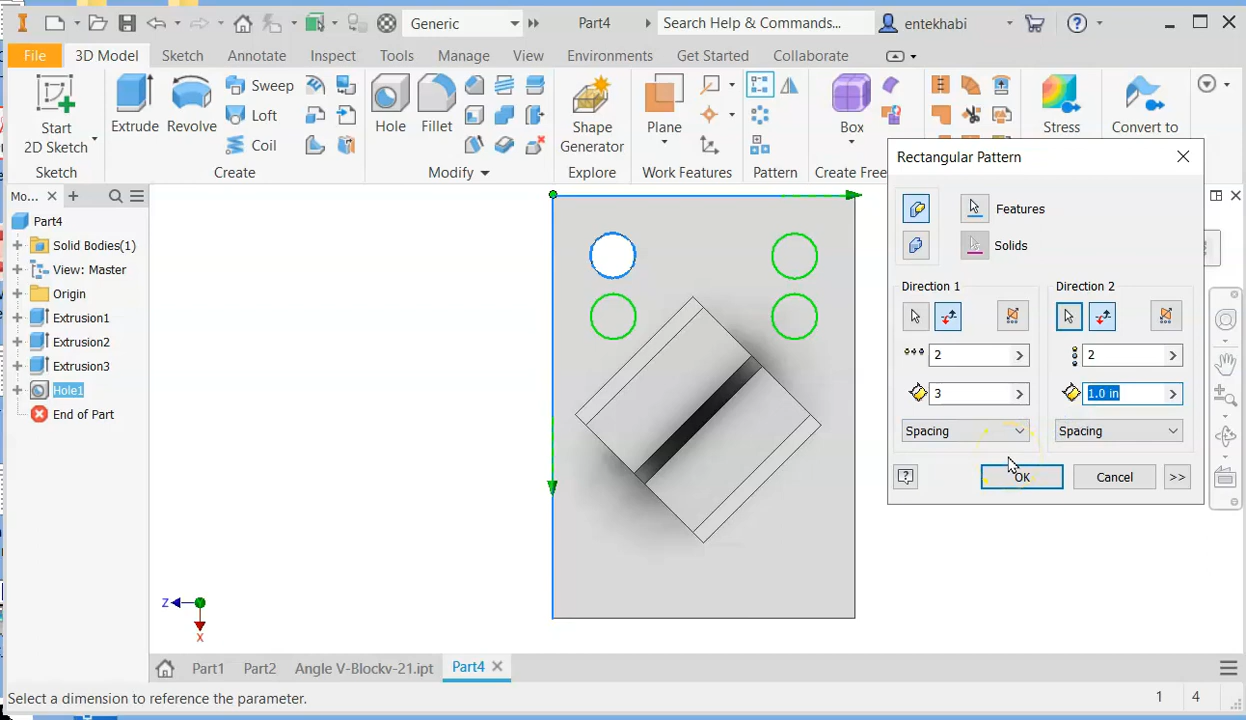 Generic
Part4
Search Help & Commands...
entekhabi
File
3D Model
Sketch
Annotate
Inspect
Tools
Manage
View
Environments
Get Started
Collaborate
Start
2D Sketch
Extrude
Revolve
Sweep
Loft
Coil
Hole
Fillet
Shape
Generator
Plane
Box
Stress
Convert to
Sketch
Create
Modify
Explore
Work Features
Pattern
Create Free
Mo...
Part4
Solid Bodies(1)
View: Master
Origin
Extrusion1
Extrusion2
Extrusion3
Hole1
End of Part
Z
X
Rectangular Pattern
Features
Solids
Direction 1
Direction 2
2
2
3
1.0 in
Spacing
Spacing
OK
Cancel
>>
Part1
Part2
Angle V-Blockv-21.ipt
Part4
Select a dimension to reference the parameter.
1
4